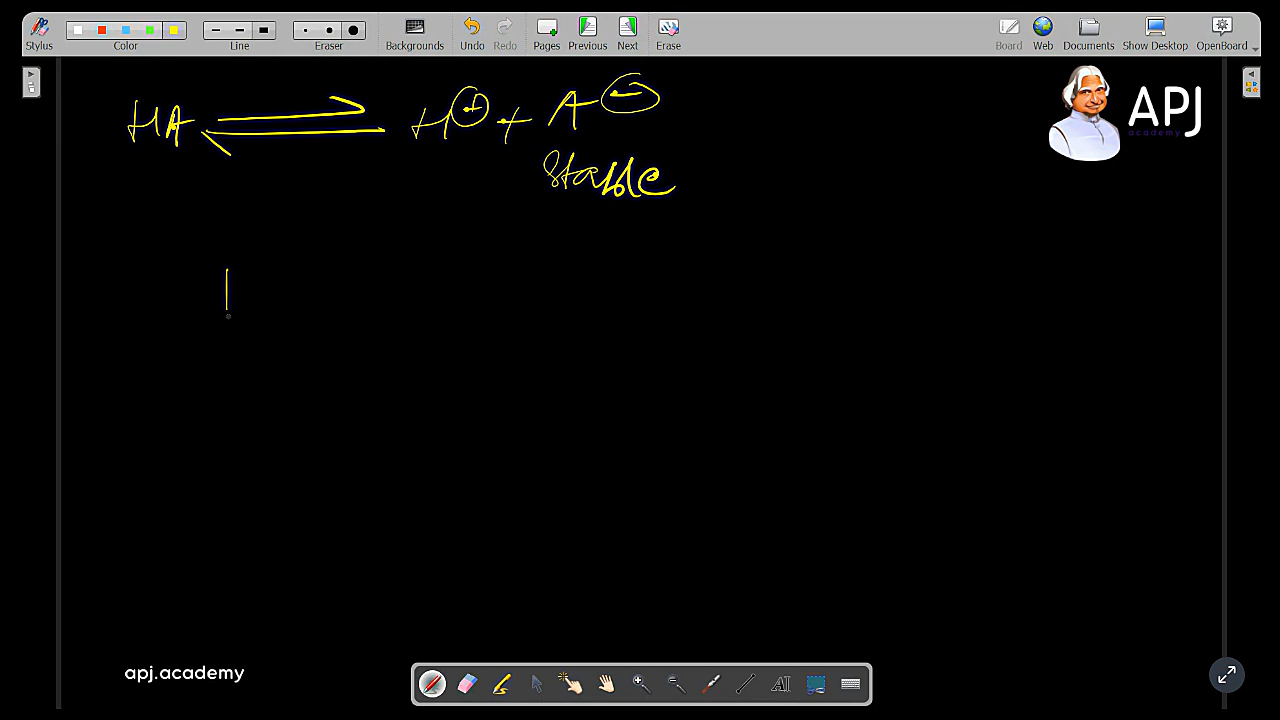 Stylus Color Line Eraser Backgrounds Undo Redo Pages Previous Next Erase Board Web Documents Show Desktop OpenBoard
HA ⇌ H⊕ + A⊖
Stable
APJ
academy
apj.academy
AI